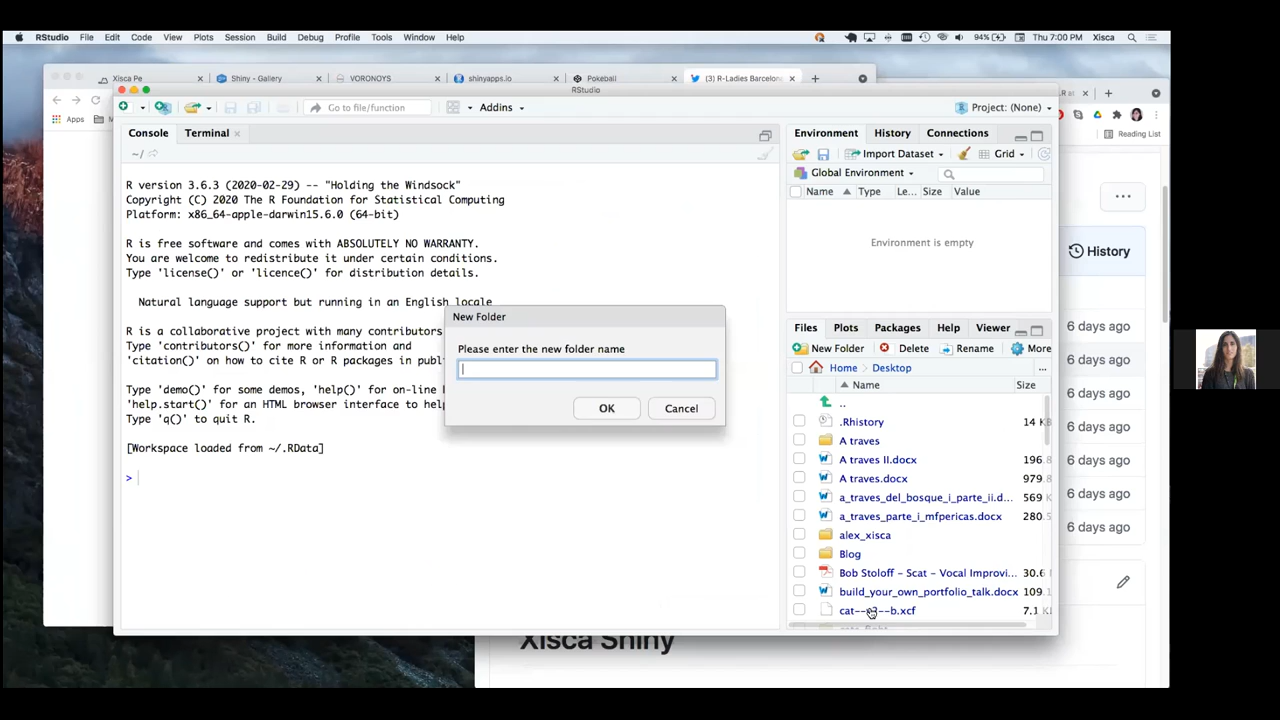 RStudio File Edit Code View Plots Session Build Debug Profile Tools Window Help 94% Thu 7:00 PM Xisca
Xisca Pe Shiny - Gallery VORONOYS shinyapps.io Pokéball (3) R-Ladies Barcelon
RStudio
Apps
Go to file/function Addins Project: (None)
Reading List
Console Terminal
~/
R version 3.6.3 (2020-02-29) -- "Holding the Windsock"
Copyright (C) 2020 The R Foundation for Statistical Computing
Platform: x86_64-apple-darwin15.6.0 (64-bit)
R is free software and comes with ABSOLUTELY NO WARRANTY.
You are welcome to redistribute it under certain conditions.
Type 'license()' or 'licence()' for distribution details.
Natural language support but running in an English locale
R is a collaborative project with many contributors.
Type 'contributors()' for more information and
'citation()' on how to cite R or R packages in publ
Type 'demo()' for some demos, 'help()' for on-line h
'help.start()' for an HTML browser interface to hel
Type 'q()' to quit R.
[Workspace loaded from ~/.RData]
>
New Folder
Please enter the new folder name
OK Cancel
Environment History Connections
Import Dataset Grid
Global Environment
Name Type Le... Size Value
Environment is empty
Files Plots Packages Help Viewer
New Folder Delete Rename More
Home Desktop ...
Name Size
..
.Rhistory 14 K
A traves
A traves II.docx 196.8
A traves.docx 979.8
a_traves_del_bosque_i_parte_ii.d... 569 K
a_traves_parte_i_mfpericas.docx 280.5
alex_xisca
Blog
Bob Stoloff - Scat - Vocal Improvi... 30.6
build_your_own_portfolio_talk.docx 109.1
7.1 K
History
6 days ago
6 days ago
6 days ago
6 days ago
6 days ago
6 days ago
6 days ago
Xisca Shiny